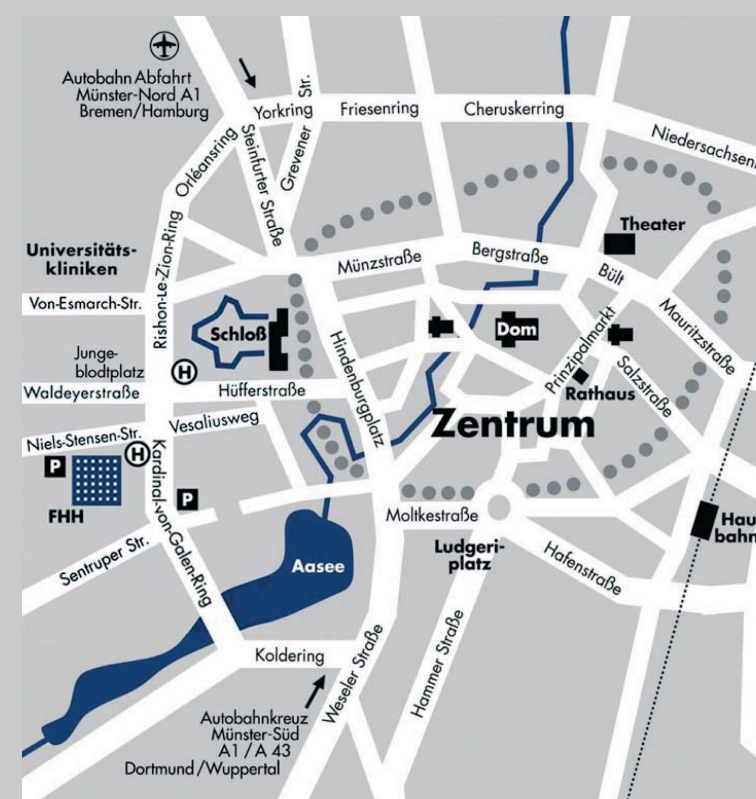 Autobahn Abfahrt
Münster-Nord A1
Bremen/Hamburg
Yorkring
Grevener Str.
Friesenring
Cheruskerring
Niedersachsen
Orléansring
Steinfurter Straße
Theater
Universitäts-
kliniken
Münzstraße
Bergstraße
Bült
Von-Esmarch-Str.
Rishon-Le-Zion-Ring
Schloß
Dom
Mauritzstraße
Hindenburgplatz
Prinzipalmarkt
Junge-
blodtplatz
H
Salzstraße
Waldeyerstraße
Hüfferstraße
Rathaus
Vesaliusweg
Zentrum
Niels-Stensen-Str.
H
P
Kardinal-von-Galen-Ring
P
FHH
Moltkestraße
Hau
bahn
Ludgeri-
platz
Sentruper Str.
Aasee
Hafenstraße
Koldering
Weseler Straße
Hammer Straße
Autobahnkreuz
Münster-Süd
A1 / A 43
Dortmund/Wuppertal